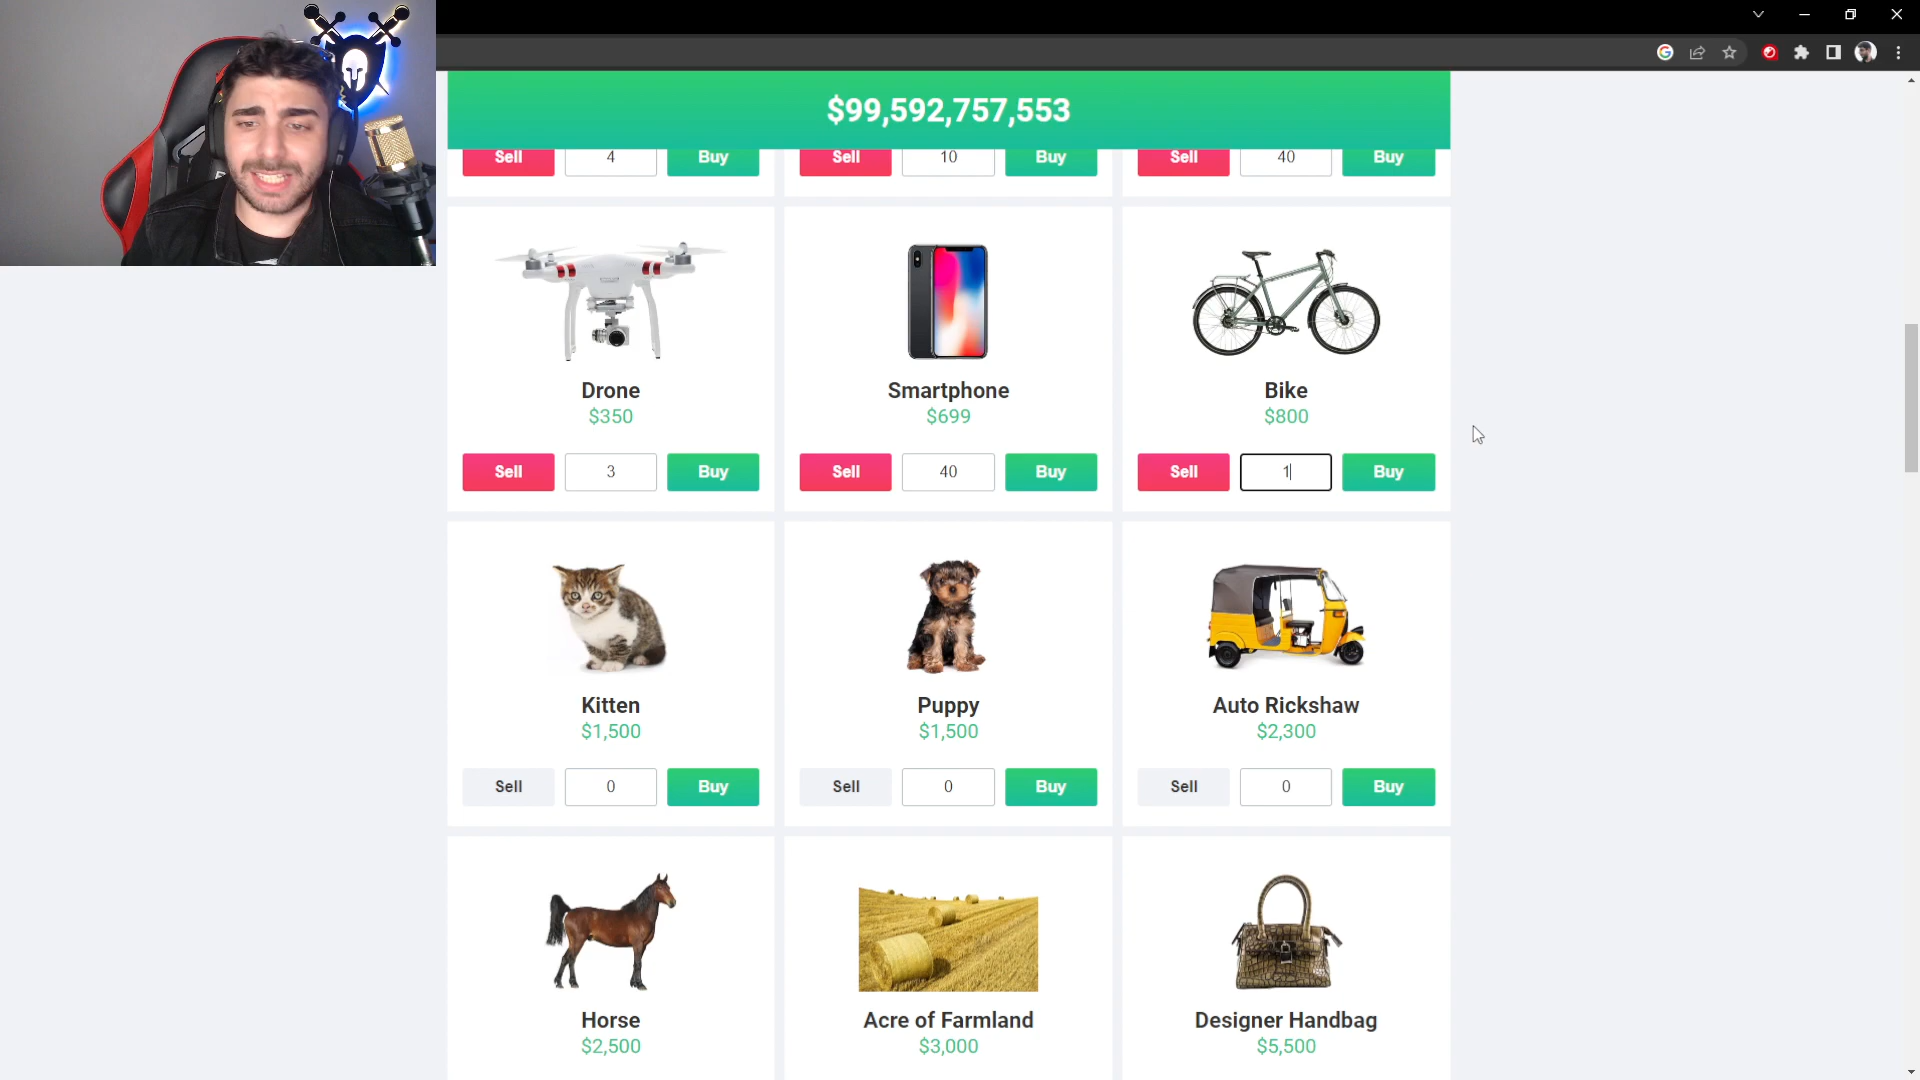 $99,592,757,553
Sell 4 Buy
Sell 10 Buy
Sell 40 Buy
Drone
$350
Sell 3 Buy
Smartphone
$699
Sell 40 Buy
Bike
$800
Sell 1 Buy
Kitten
$1,500
Sell 0 Buy
Puppy
$1,500
Sell 0 Buy
Auto Rickshaw
$2,300
Sell 0 Buy
Horse
$2,500
Acre of Farmland
$3,000
Designer Handbag
$5,500